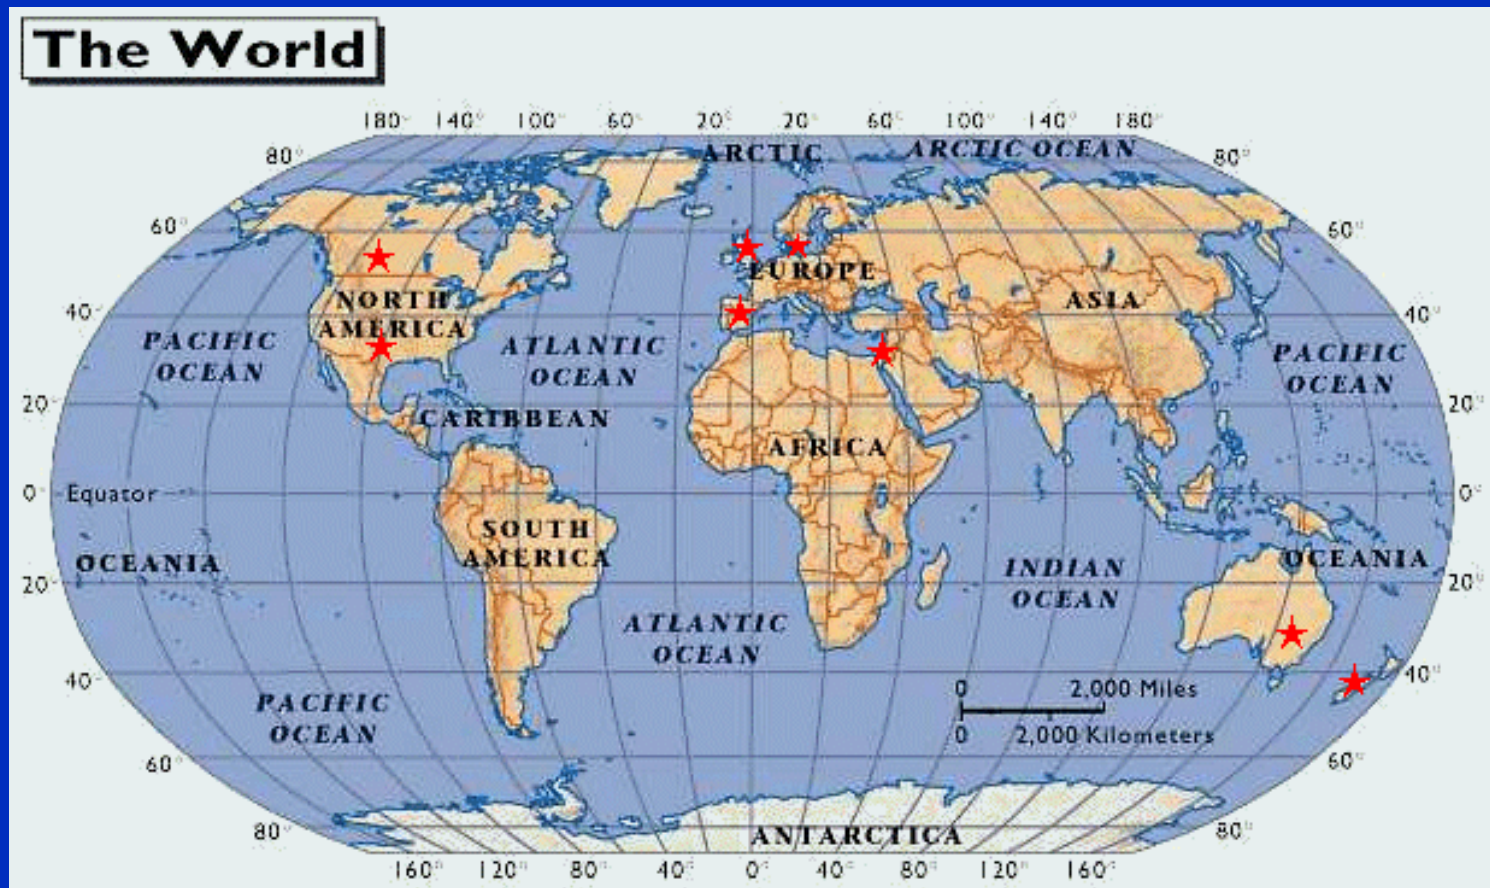 The World
180° 140° 100° 60° 20° 20° 60° 100° 140° 180°
80° ARCTIC ARCTIC OCEAN 80°
60° 60°
EUROPE
NORTH
AMERICA
ASIA
40° 40°
PACIFIC
OCEAN
ATLANTIC
OCEAN
PACIFIC
OCEAN
20° 20°
CARIBBEAN
AFRICA
0° Equator 0°
SOUTH
AMERICA
OCEANIA
INDIAN
OCEAN
OCEANIA
20° 20°
ATLANTIC
OCEAN
40° 40°
PACIFIC
OCEAN
0 2,000 Miles
0 2,000 Kilometers
60° 60°
80° ANTARCTICA 80°
160° 120° 80° 40° 0° 40° 80° 120° 160°